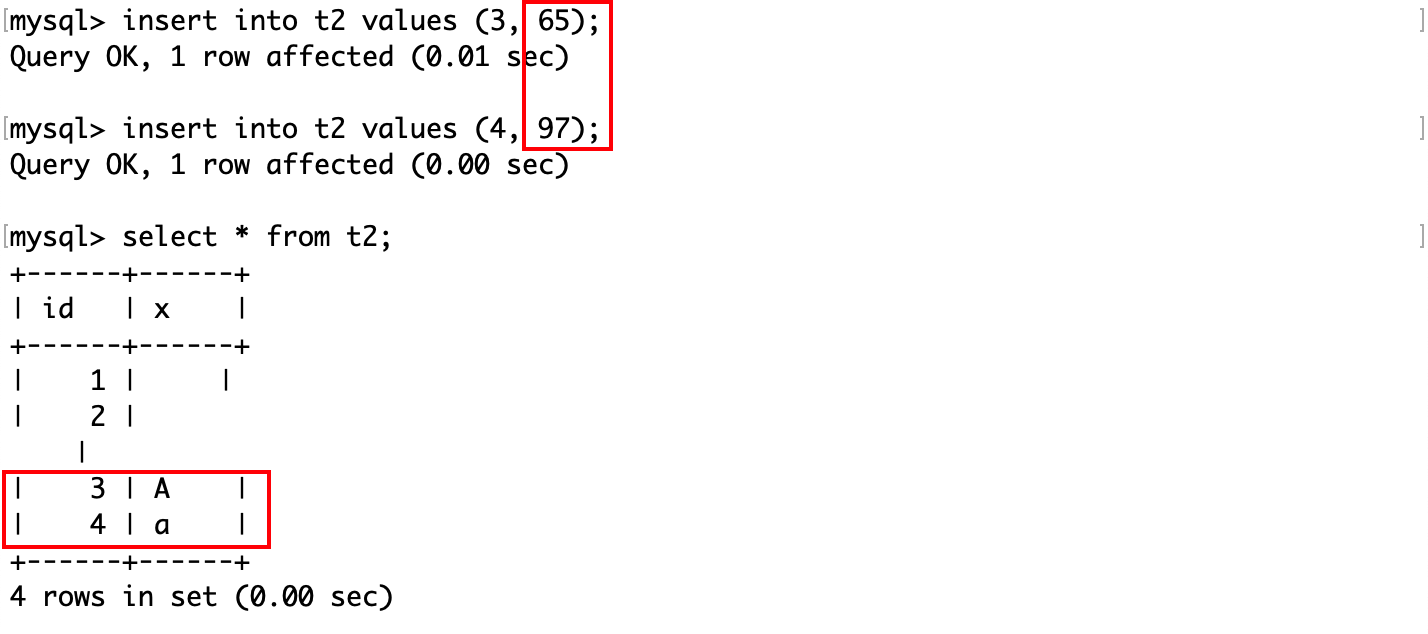 [mysql> insert into t2 values (3, 65); ]
Query OK, 1 row affected (0.01 sec)
[mysql> insert into t2 values (4, 97); ]
Query OK, 1 row affected (0.00 sec)
[mysql> select * from t2; ]
+------+------+
| id   | x    |
+------+------+
|    1 |     |
|    2 |
    |
|    3 | A    |
|    4 | a    |
+------+------+
4 rows in set (0.00 sec)